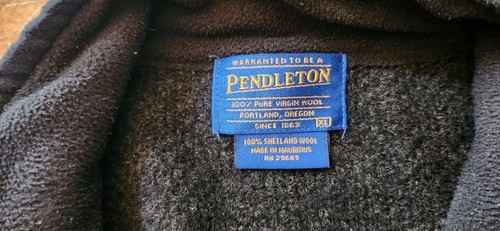 WARRANTED TO BE A
PENDLETON
100% PURE VIRGIN WOOL
PORTLAND, OREGON
SINCE 1863
XL
100% SHETLAND WOOL
MADE IN MAURITIUS
RN 29685